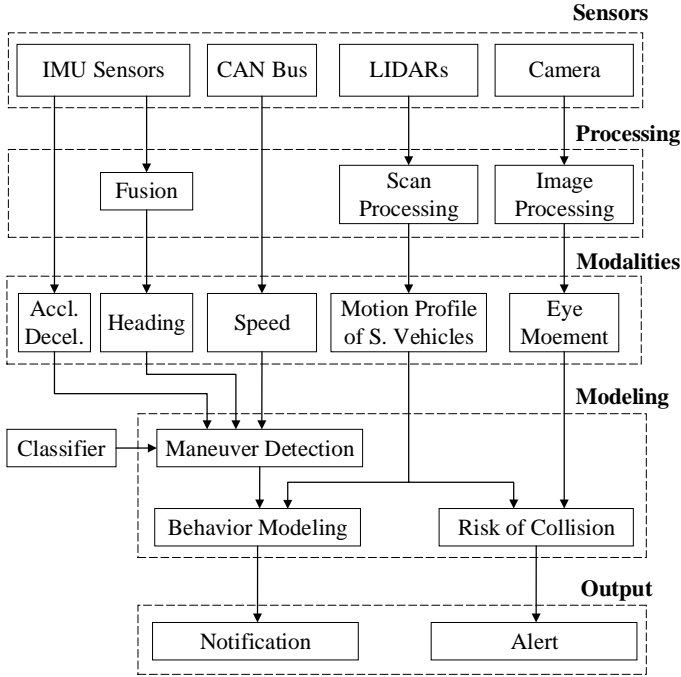 Sensors
IMU Sensors
CAN Bus
LIDARs
Camera
Processing
Fusion
Scan
Processing
Image
Processing
Modalities
Accl.
Decel.
Heading
Speed
Motion Profile
of S. Vehicles
Eye
Moement
Modeling
Classifier
Maneuver Detection
Behavior Modeling
Risk of Collision
Output
Notification
Alert